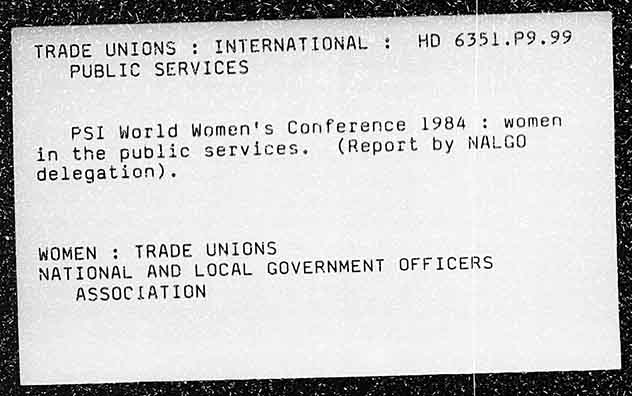 TRADE UNIONS : INTERNATIONAL : HD 6351.P9.99
PUBLIC SERVICES
PSI World Women's Conference 1984 : women
in the public services. (Report by NALGO
delegation).
WOMEN : TRADE UNIONS
NATIONAL AND LOCAL GOVERNMENT OFFICERS
ASSOCIATION